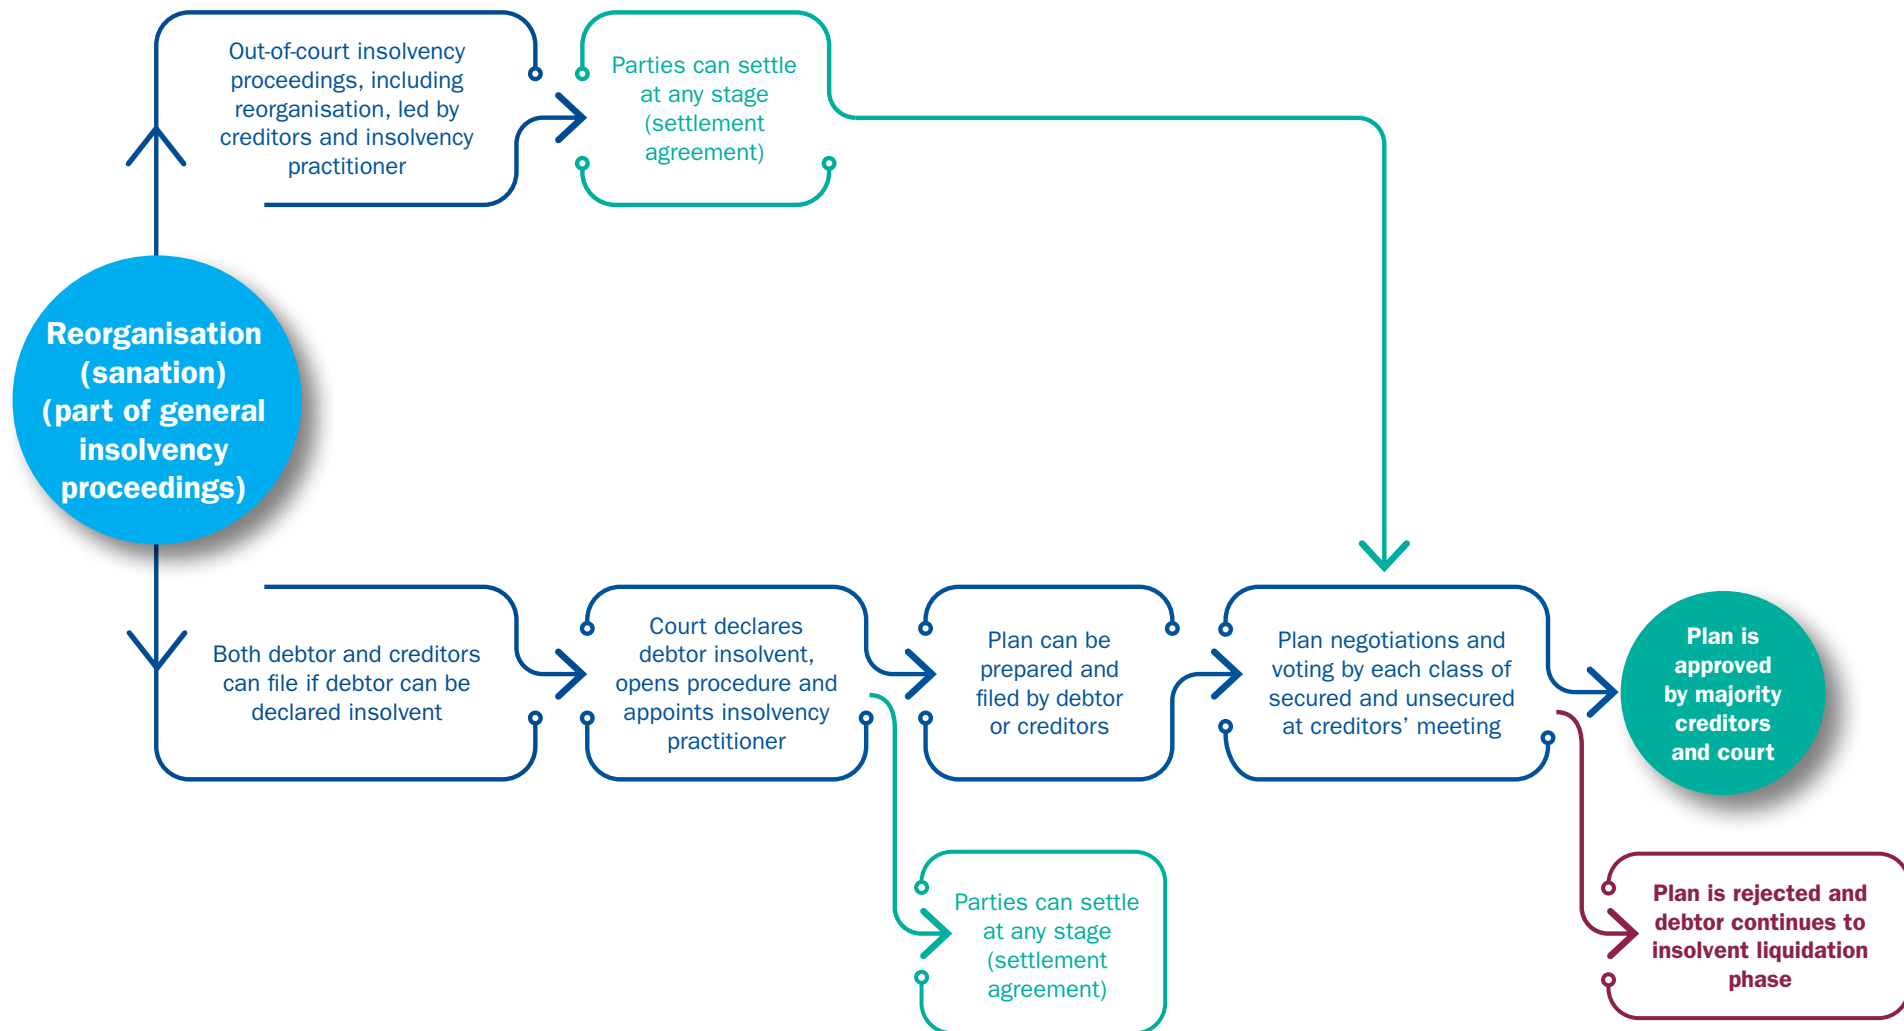 Out-of-court insolvency
proceedings, including
reorganisation, led by
creditors and insolvency
practitioner
Parties can settle
at any stage
(settlement
agreement)
Reorganisation
(sanation)
(part of general
insolvency
proceedings)
Both debtor and creditors
can file if debtor can be
declared insolvent
Court declares
debtor insolvent,
opens procedure and
appoints insolvency
practitioner
Plan can be
prepared and
filed by debtor
or creditors
Plan negotiations and
voting by each class of
secured and unsecured
at creditors’ meeting
Plan is
approved
by majority
creditors
and court
Parties can settle
at any stage
(settlement
agreement)
Plan is rejected and
debtor continues to
insolvent liquidation
phase